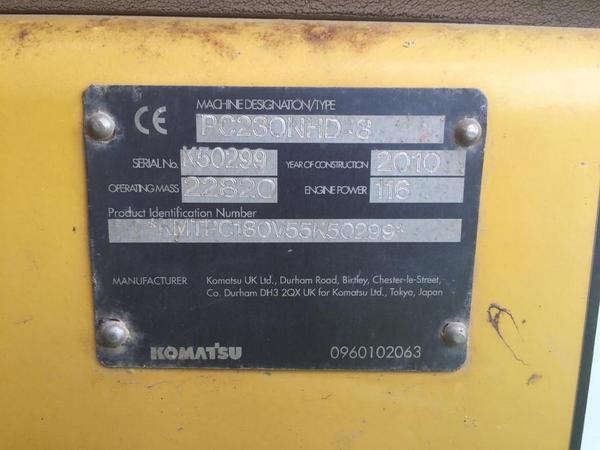 CE
MACHINE DESIGNATION/TYPE
PC230NHD-8
SERIAL No. K50299 YEAR OF CONSTRUCTION 2010
OPERATING MASS 22820 ENGINE POWER 116
Product Identification Number
*KMTPC180V55K50299*
MANUFACTURER Komatsu UK Ltd., Durham Road, Birtley, Chester-le-Street,
Co. Durham DH3 2QX UK for Komatsu Ltd., Tokyo, Japan
KOMATSU 0960102063